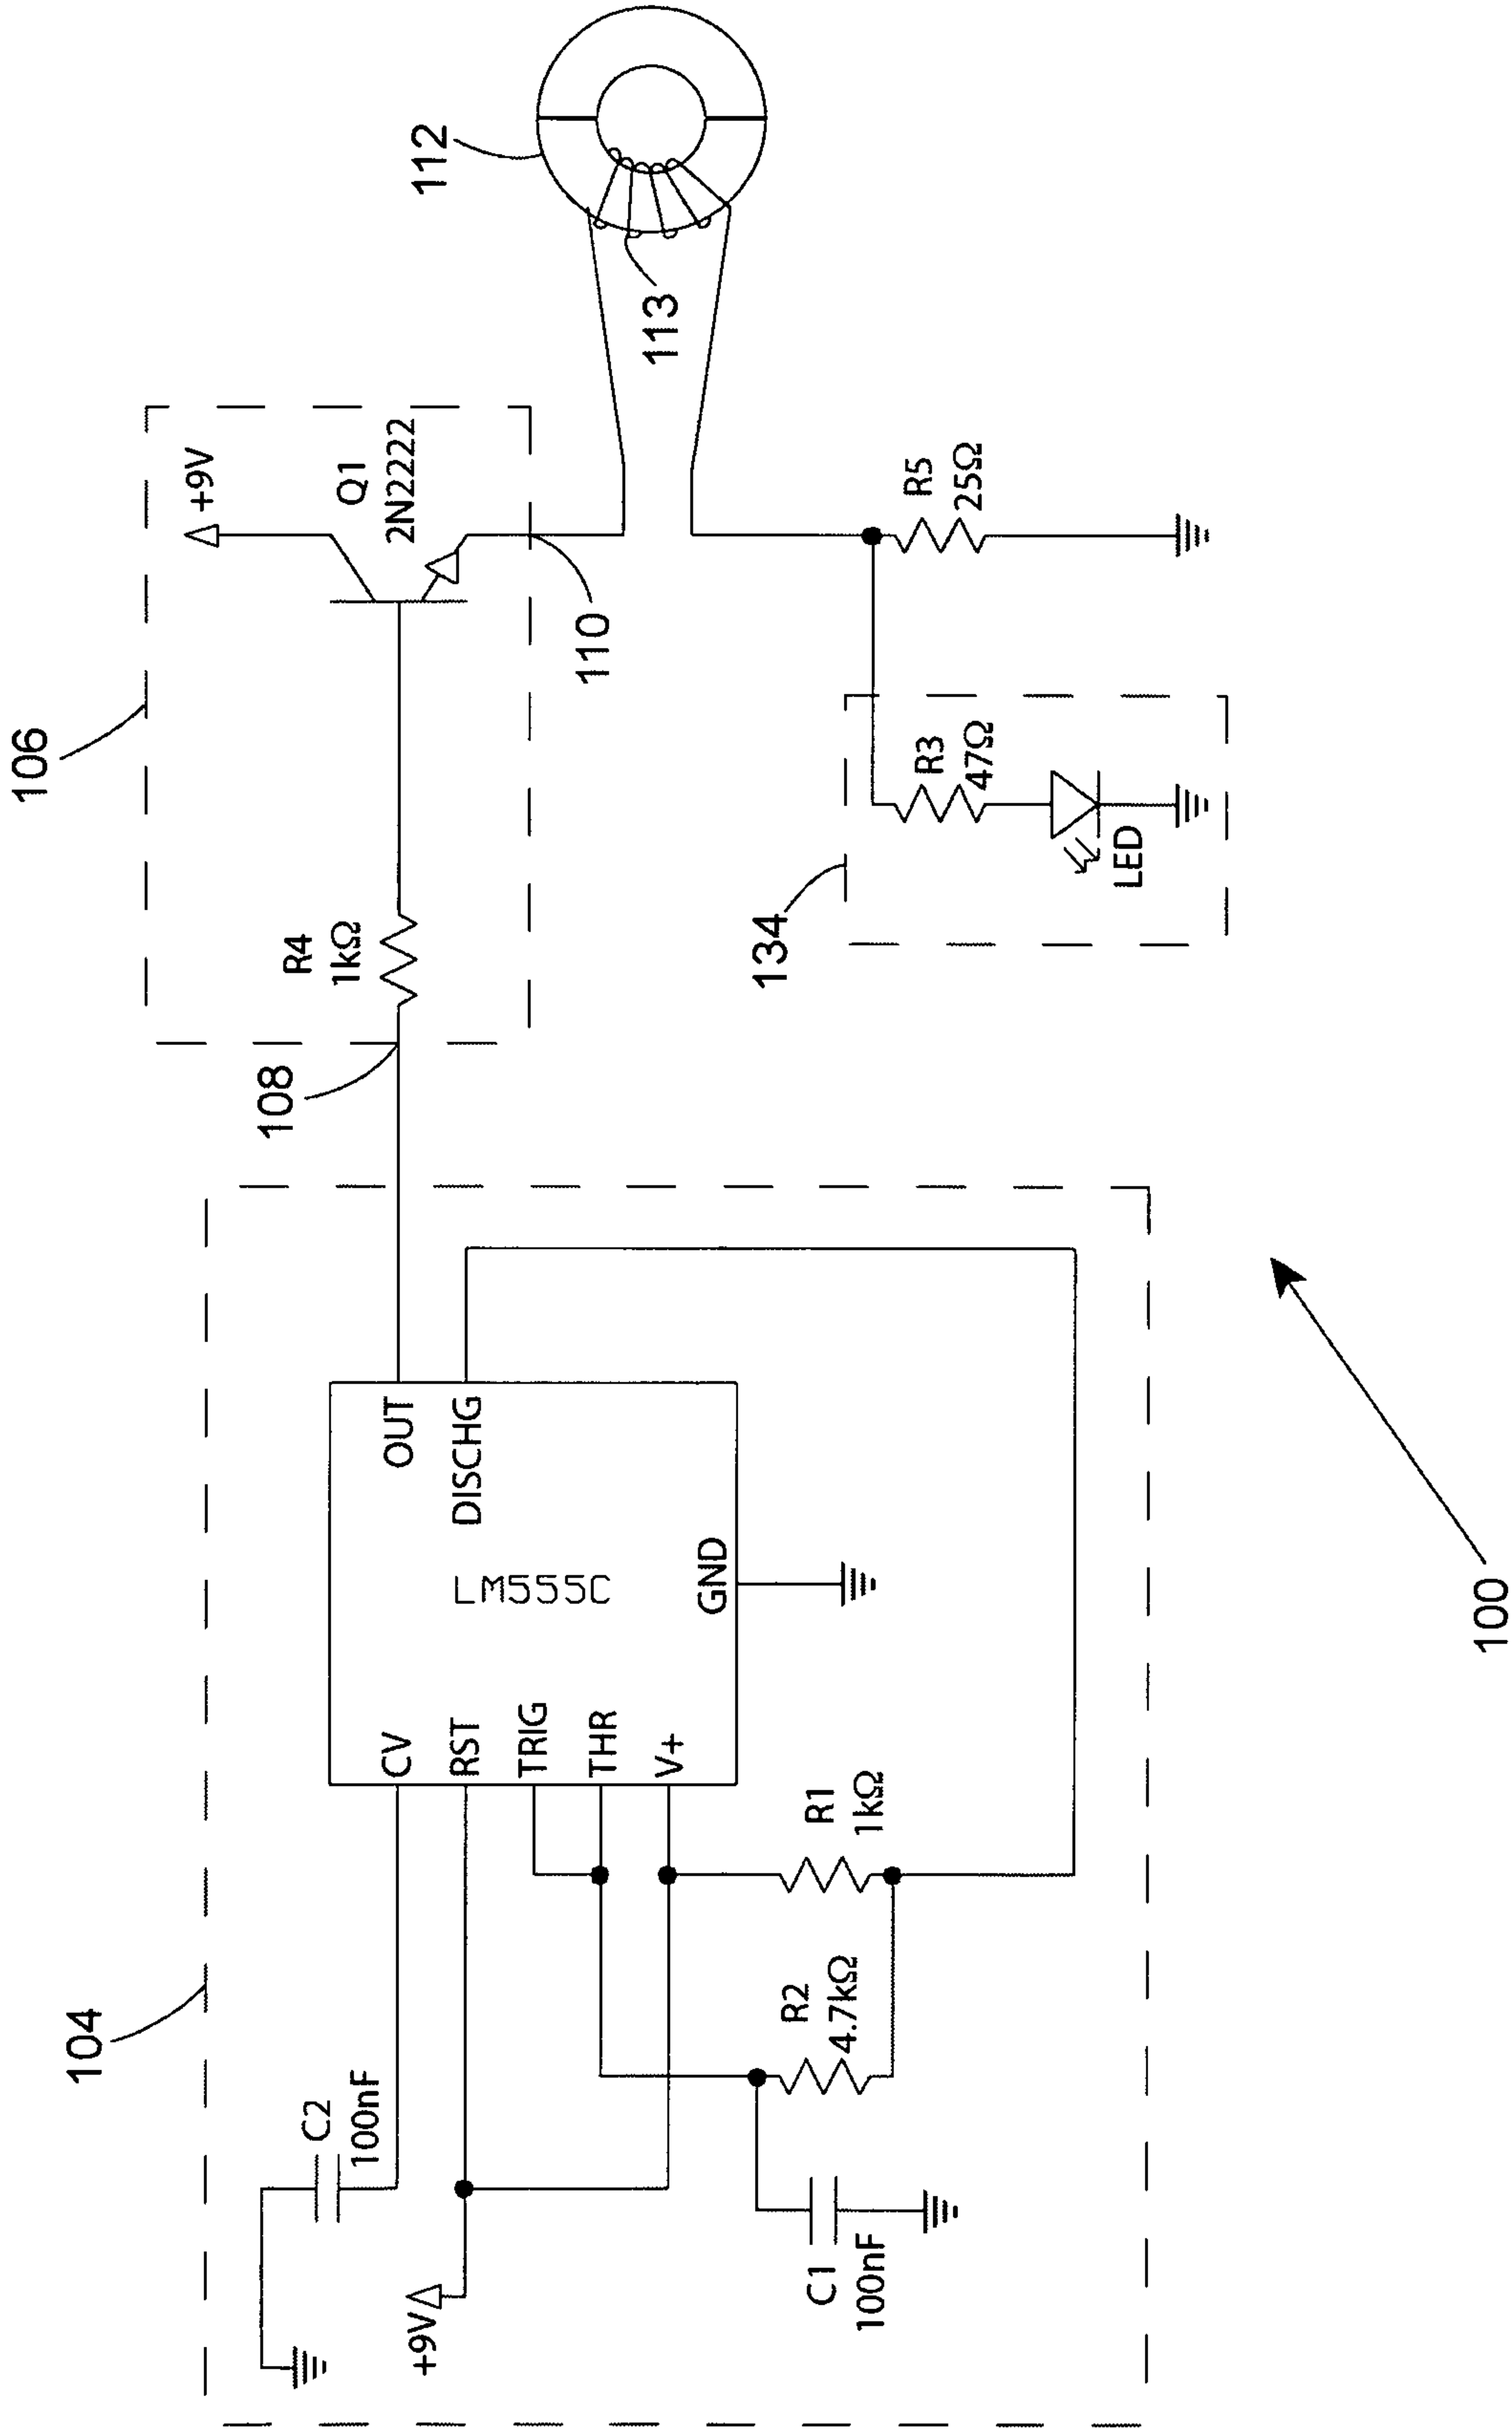 104
C2
100nF
+9V
CV
RST
TRIG
THR
V+
OUT
DISCHG
LM555C
GND
R2
4.7kΩ
R1
1kΩ
C1
100nF
106
108
R4
1kΩ
+9V
Q1
2N2222
110
112
113
134
R3
47Ω
LED
R5
25Ω
100